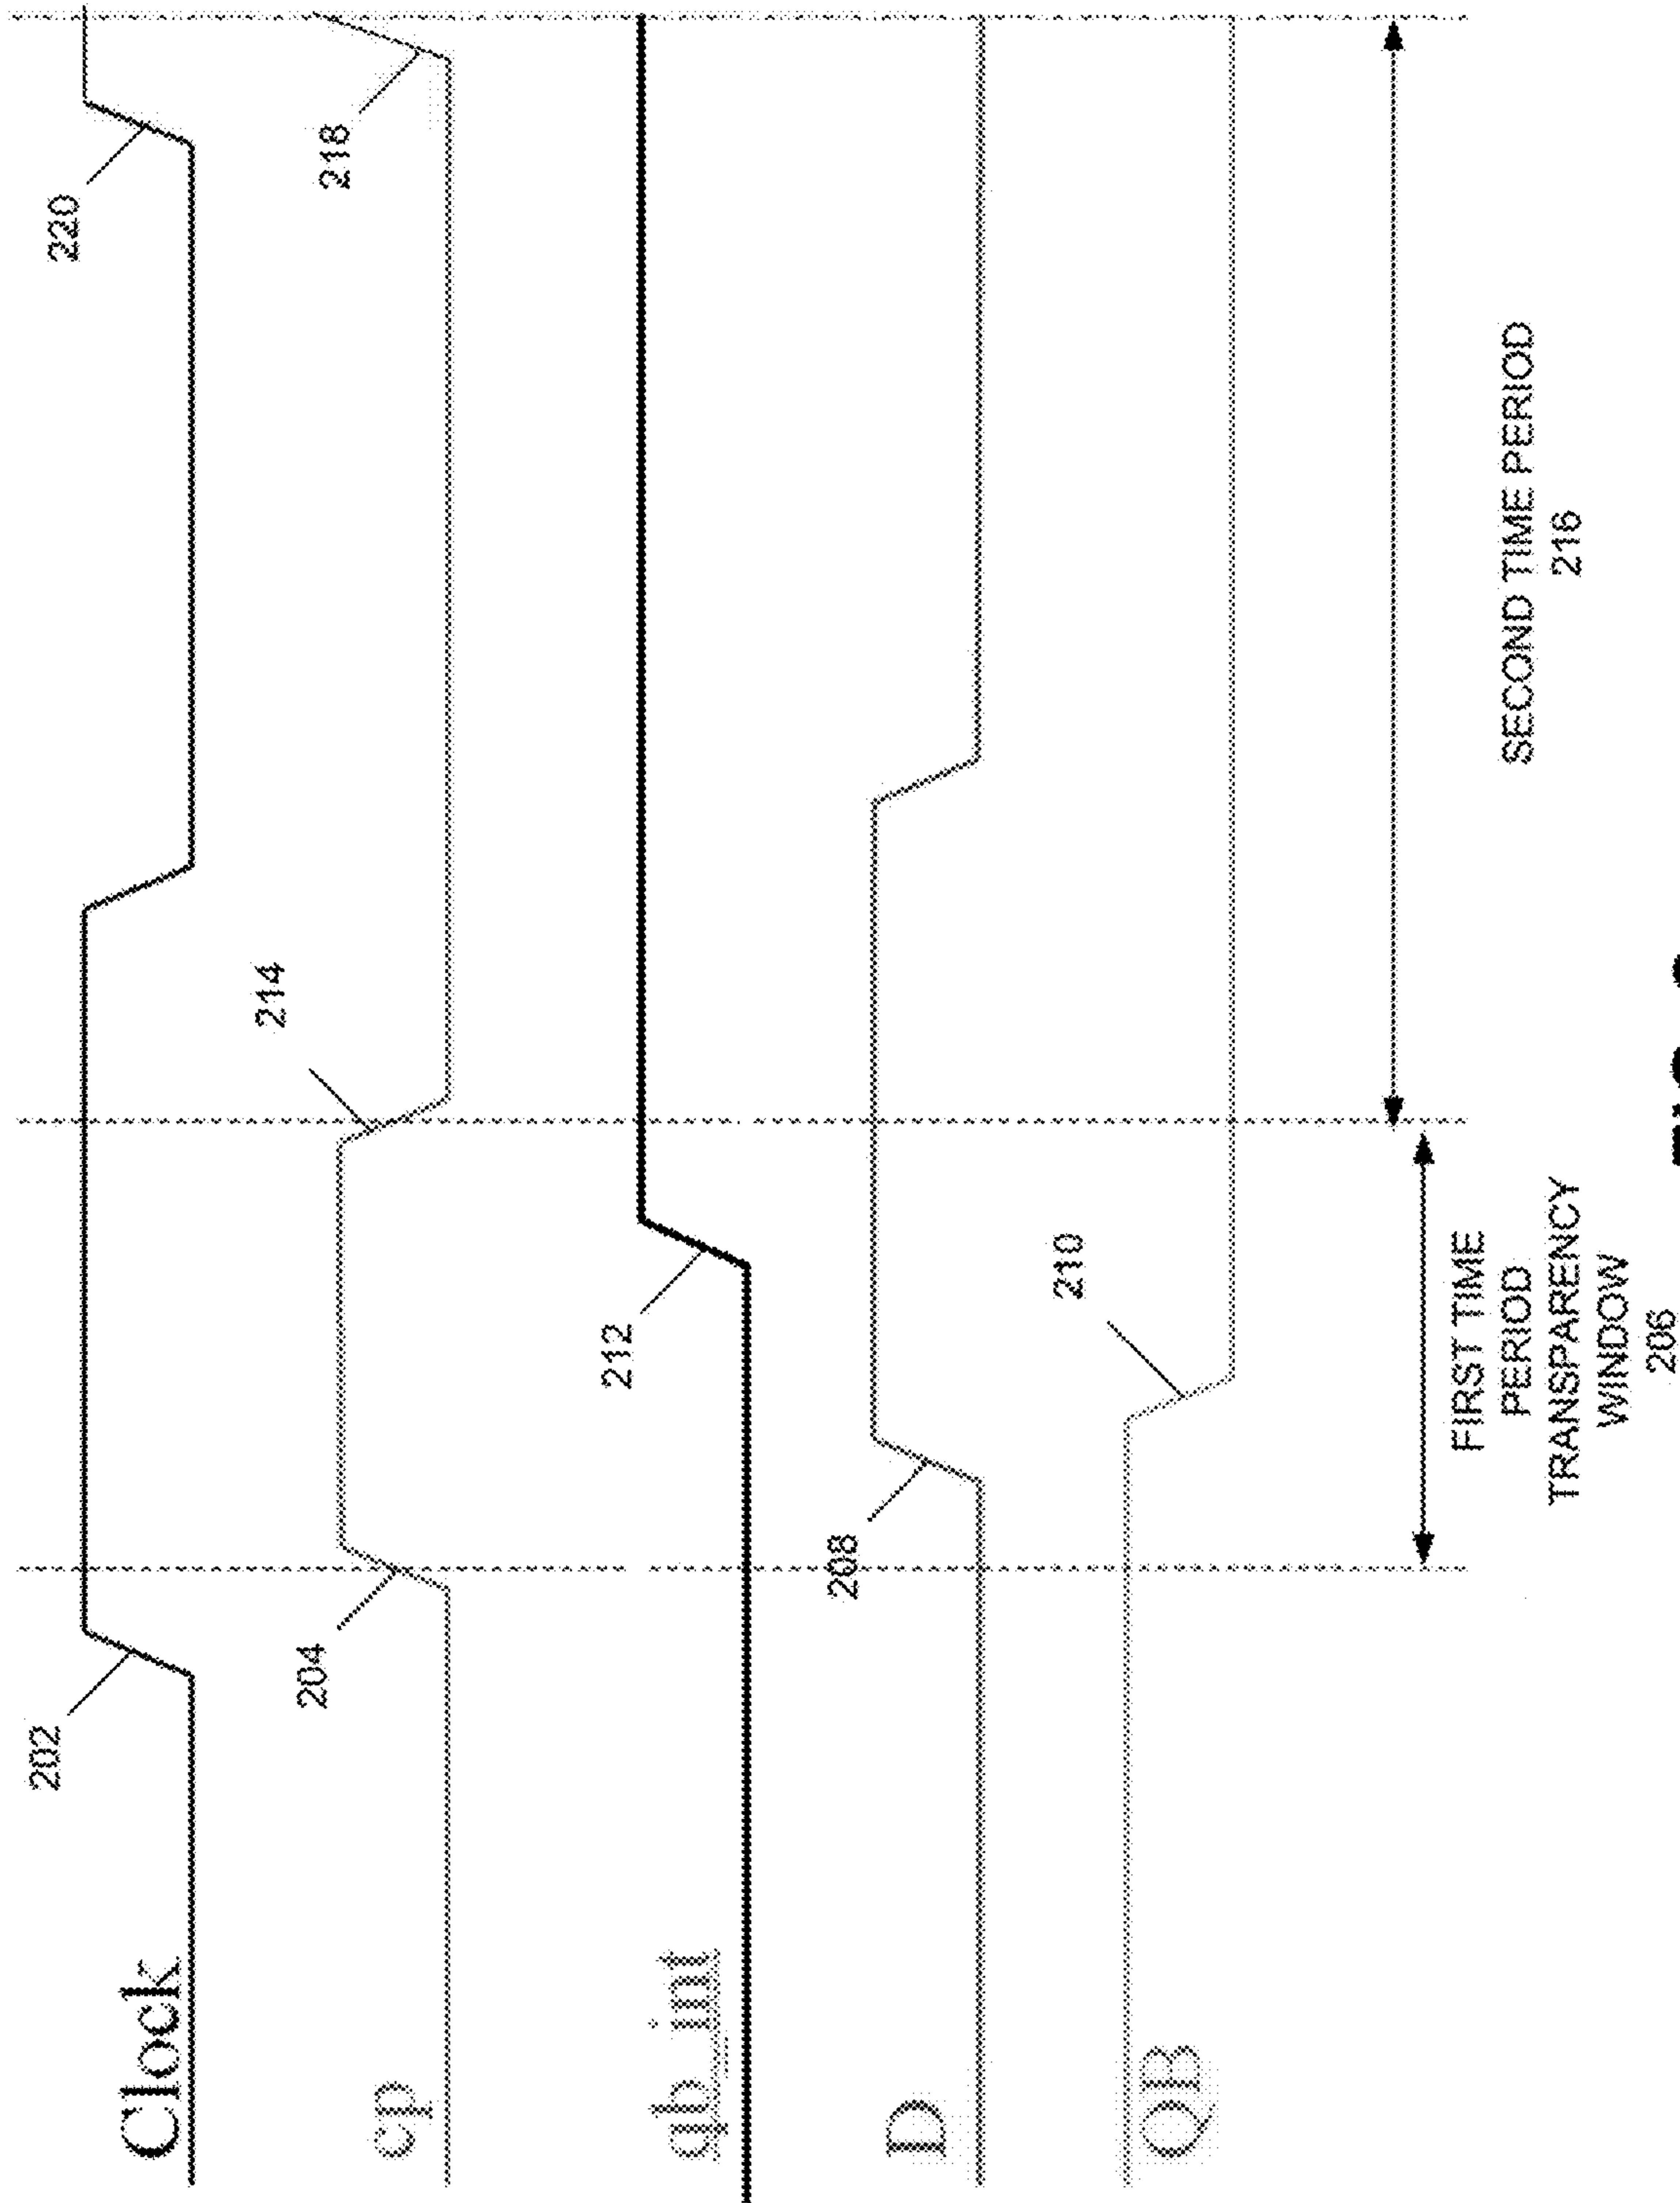 Clock
202
220
cp
204
214
218
qb_int
212
D
208
QB
210
FIRST TIME
PERIOD
TRANSPARENCY
WINDOW
206
SECOND TIME PERIOD
216